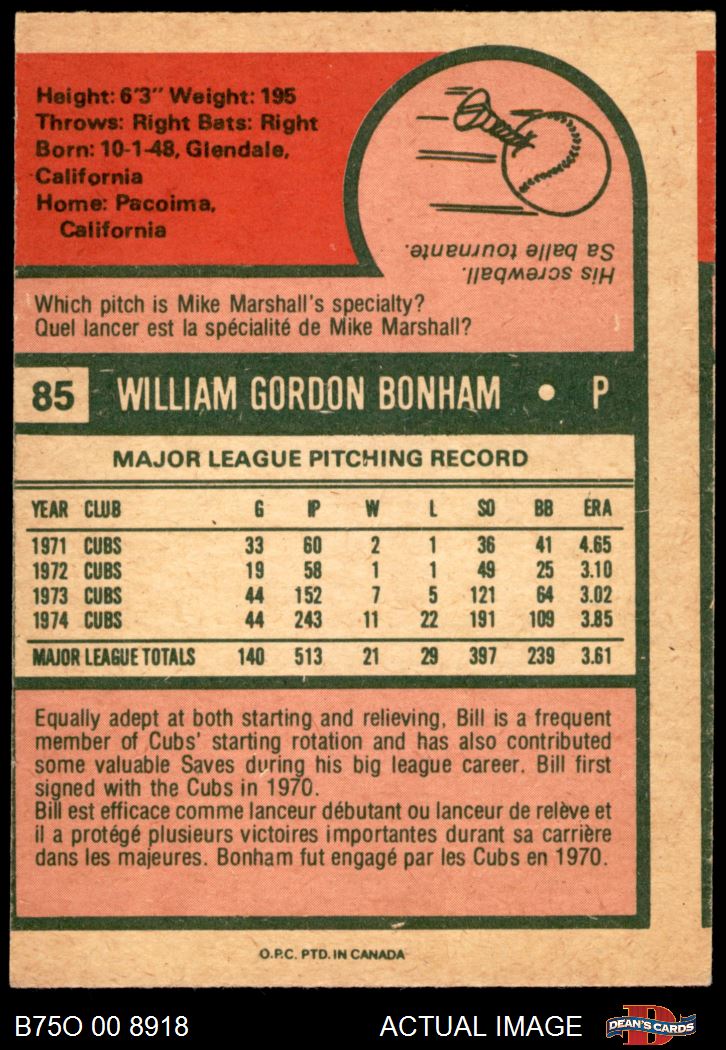 Height: 6'3" Weight: 195
Throws: Right Bats: Right
Born: 10-1-48, Glendale,
California
Home: Pacoima,
California
His screwball.
Sa balle tournante.
Which pitch is Mike Marshall's specialty?
Quel lancer est la spécialité de Mike Marshall?
85 WILLIAM GORDON BONHAM • P
MAJOR LEAGUE PITCHING RECORD
YEAR CLUB G IP W L SO BB ERA
1971 CUBS 33 60 2 1 36 41 4.65
1972 CUBS 19 58 1 1 49 25 3.10
1973 CUBS 44 152 7 5 121 64 3.02
1974 CUBS 44 243 11 22 191 109 3.85
MAJOR LEAGUE TOTALS 140 513 21 29 397 239 3.61
Equally adept at both starting and relieving, Bill is a frequent
member of Cubs' starting rotation and has also contributed
some valuable Saves during his big league career. Bill first
signed with the Cubs in 1970.
Bill est efficace comme lanceur débutant ou lanceur de relève et
il a protégé plusieurs victoires importantes durant sa carrière
dans les majeures. Bonham fut engagé par les Cubs en 1970.
O.P.C. PTD. IN CANADA
B75O 00 8918 ACTUAL IMAGE DEAN'S CARDS